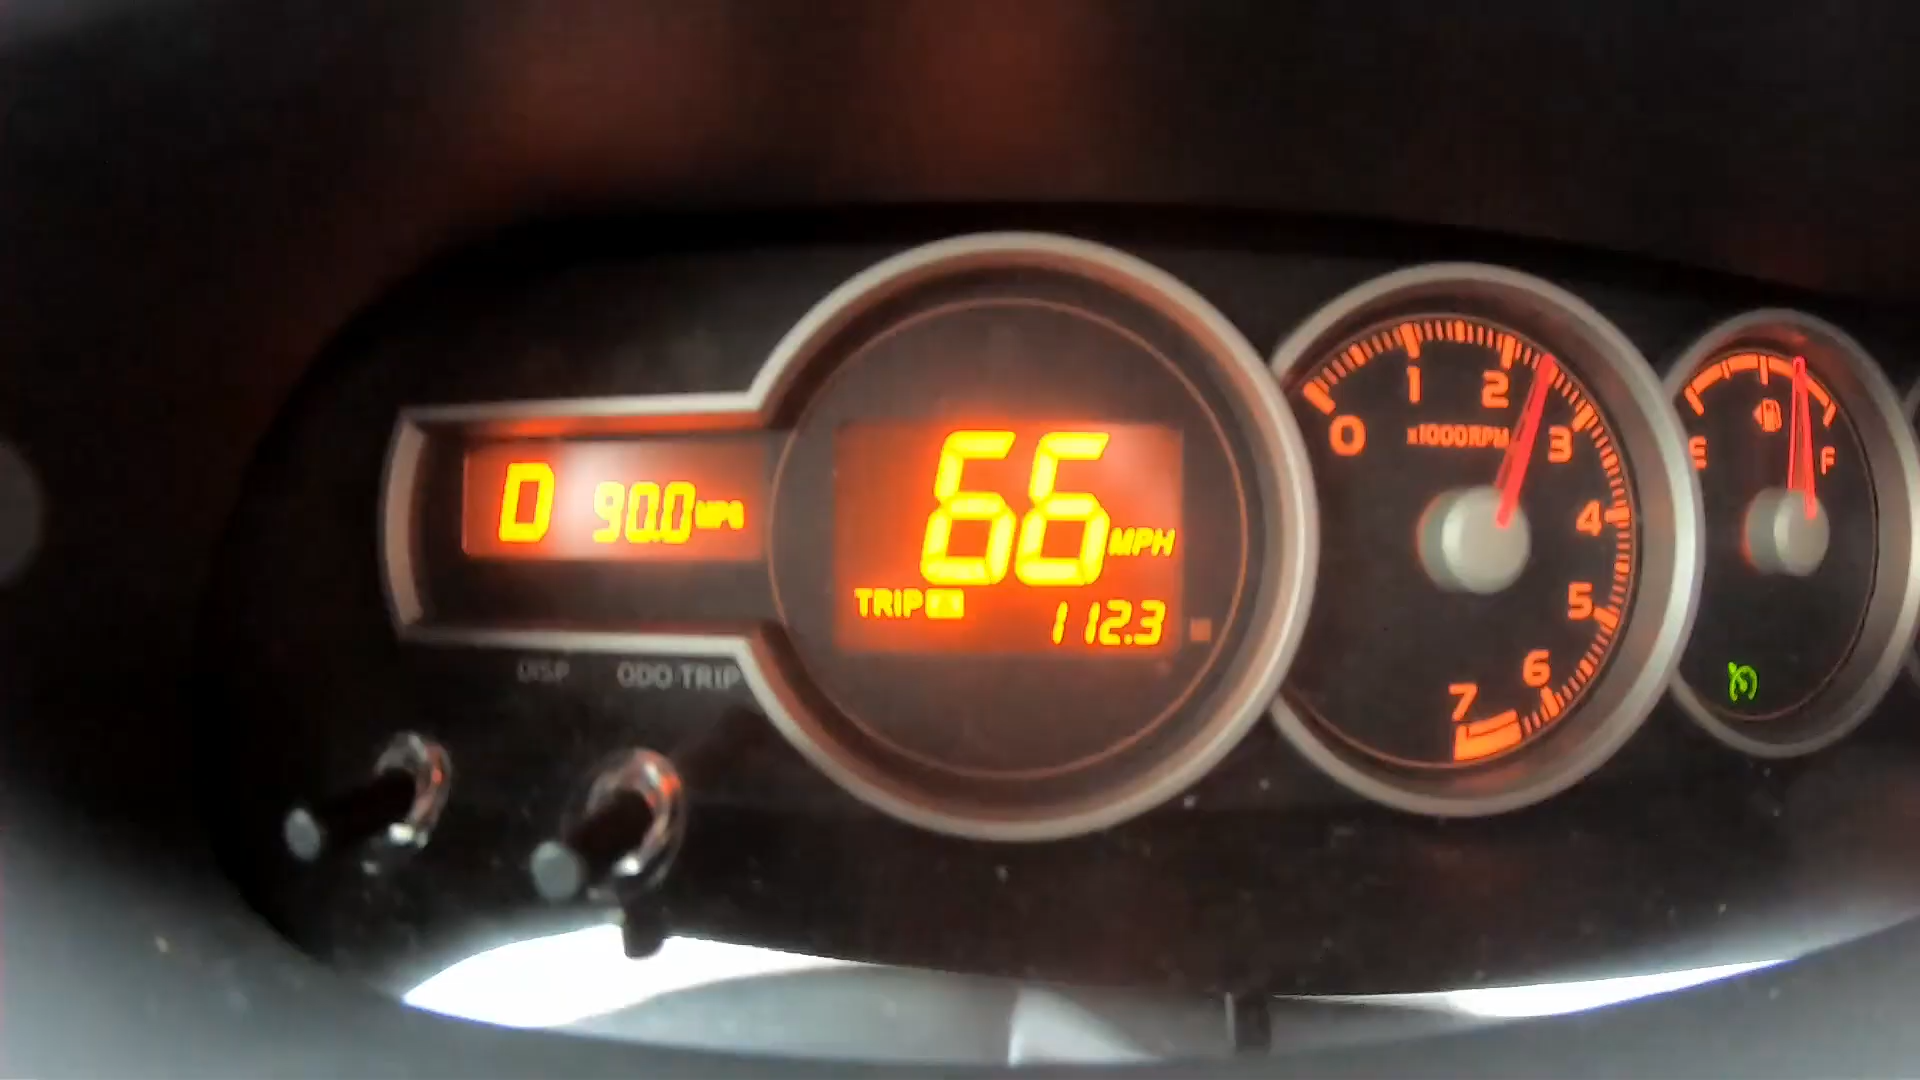 D 90.0 MPG
66 MPH
TRIP A
112.3
DISP ODO TRIP
0 1 2 3 4 5 6 7
x1000RPM
E F